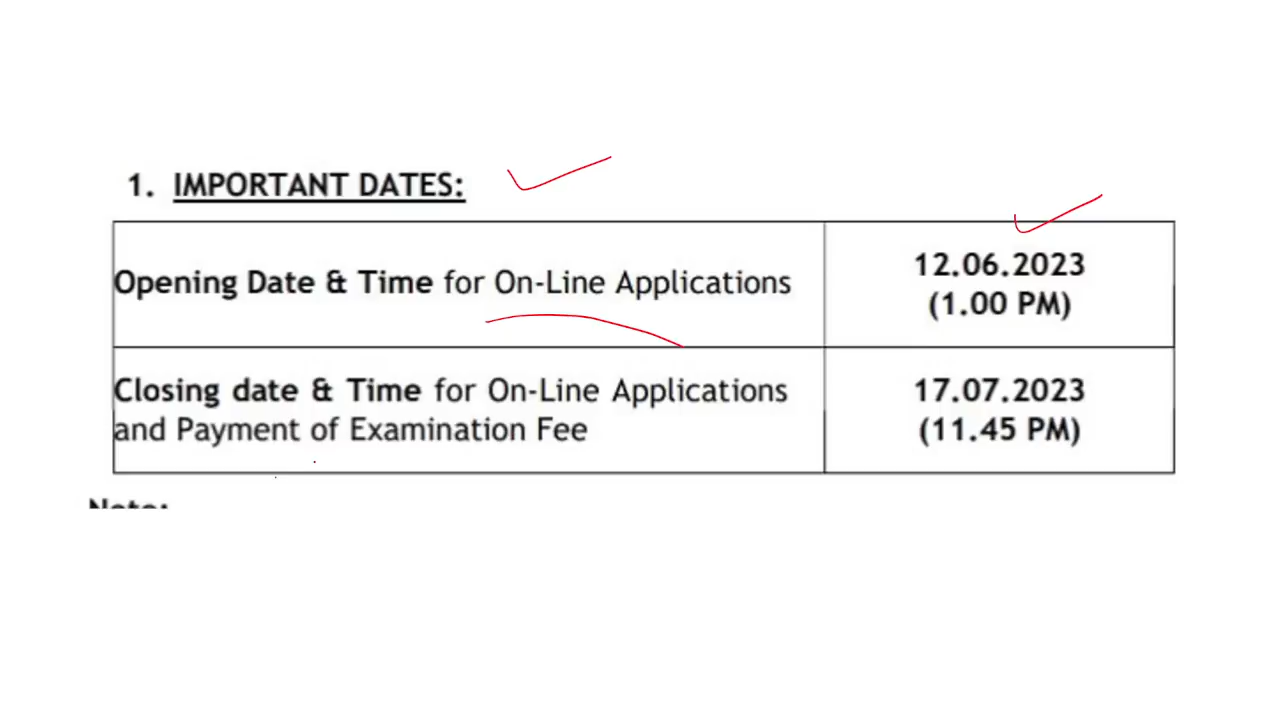 1. IMPORTANT DATES:
Opening Date & Time for On-Line Applications
12.06.2023
(1.00 PM)
Closing date & Time for On-Line Applications
and Payment of Examination Fee
17.07.2023
(11.45 PM)
Note: